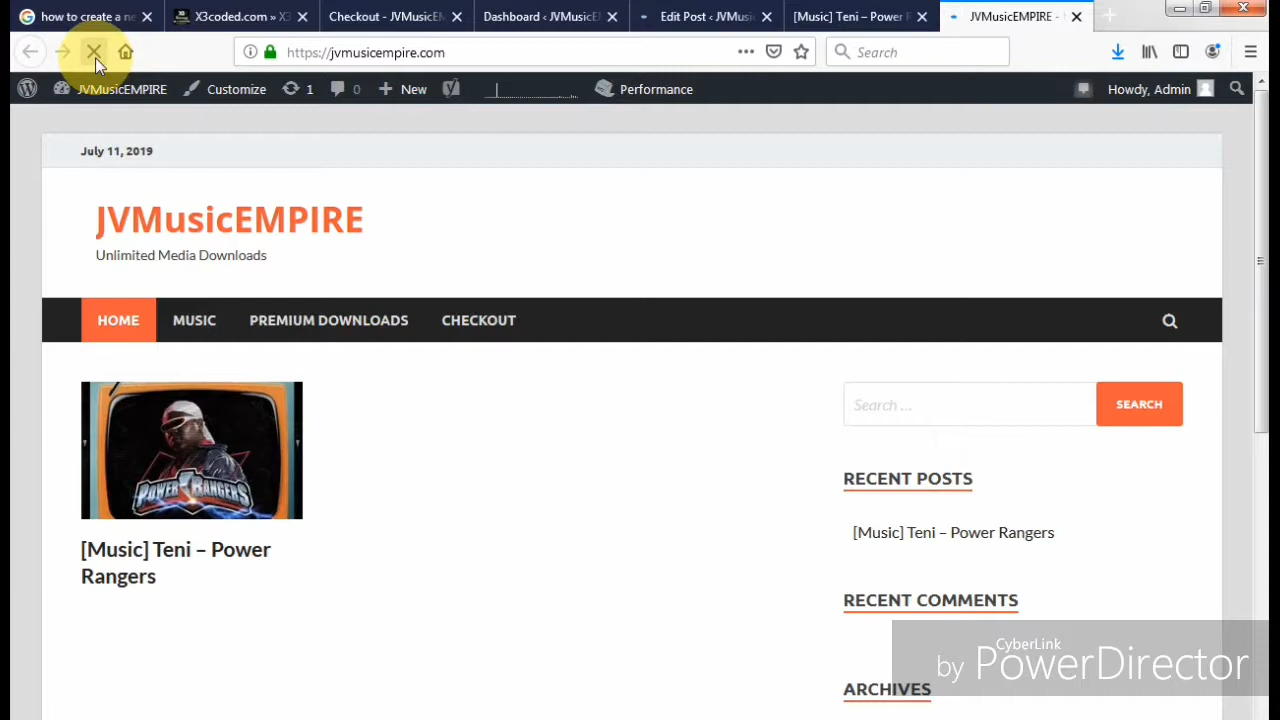 how to create a ne
X3coded.com » X3
Checkout - JVMusicEM
Dashboard ‹ JVMusicE
Edit Post ‹ JVMusic
[Music] Teni – Power R
JVMusicEMPIRE -
https://jvmusicempire.com
Search
JVMusicEMPIRE
Customize
1
0
New
Performance
Howdy, Admin
July 11, 2019
JVMusicEMPIRE
Unlimited Media Downloads
HOME
MUSIC
PREMIUM DOWNLOADS
CHECKOUT
POWER RANGERS
[Music] Teni – Power
Rangers
Search …
SEARCH
RECENT POSTS
[Music] Teni – Power Rangers
RECENT COMMENTS
ARCHIVES
CyberLink
by PowerDirector